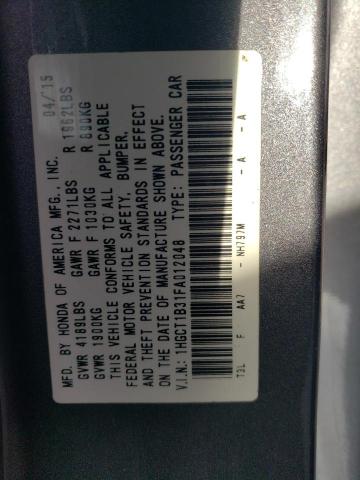 MFD. BY HONDA OF AMERICA MFG., INC. 04/15
GVWR 4189LBS GAWR F 2271LBS R 1962LBS
GVWR 1900KG GAWR F 1030KG R 890KG
THIS VEHICLE CONFORMS TO ALL APPLICABLE
FEDERAL MOTOR VEHICLE SAFETY, BUMPER,
AND THEFT PREVENTION STANDARDS IN EFFECT
ON THE DATE OF MANUFACTURE SHOWN ABOVE.
V.I.N.: 1HGCT1B31FA012048 TYPE: PASSENGER CAR
T3L F AA7 - NH797M - A - A